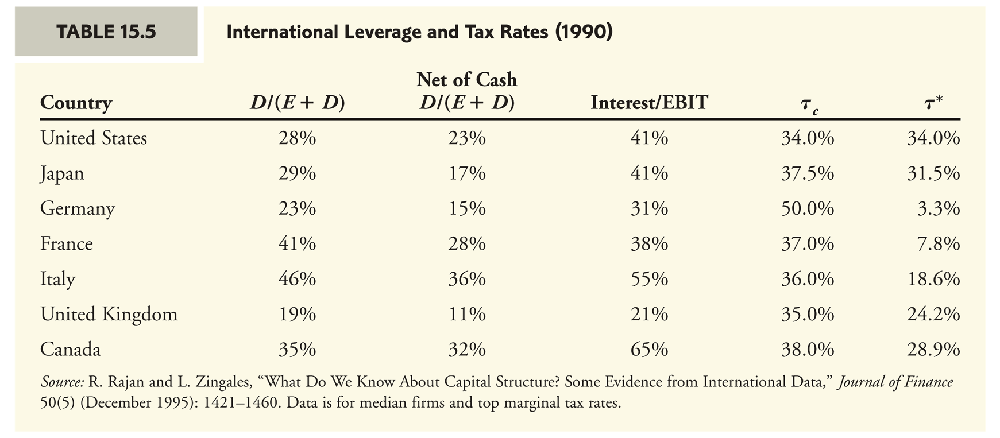 TABLE 15.5
International Leverage and Tax Rates (1990)
Net of Cash
Country D/(E + D) D/(E + D) Interest/EBIT τc τ*
United States 28% 23% 41% 34.0% 34.0%
Japan 29% 17% 41% 37.5% 31.5%
Germany 23% 15% 31% 50.0% 3.3%
France 41% 28% 38% 37.0% 7.8%
Italy 46% 36% 55% 36.0% 18.6%
United Kingdom 19% 11% 21% 35.0% 24.2%
Canada 35% 32% 65% 38.0% 28.9%
Source: R. Rajan and L. Zingales, “What Do We Know About Capital Structure? Some Evidence from International Data,” Journal of Finance
50(5) (December 1995): 1421–1460. Data is for median firms and top marginal tax rates.